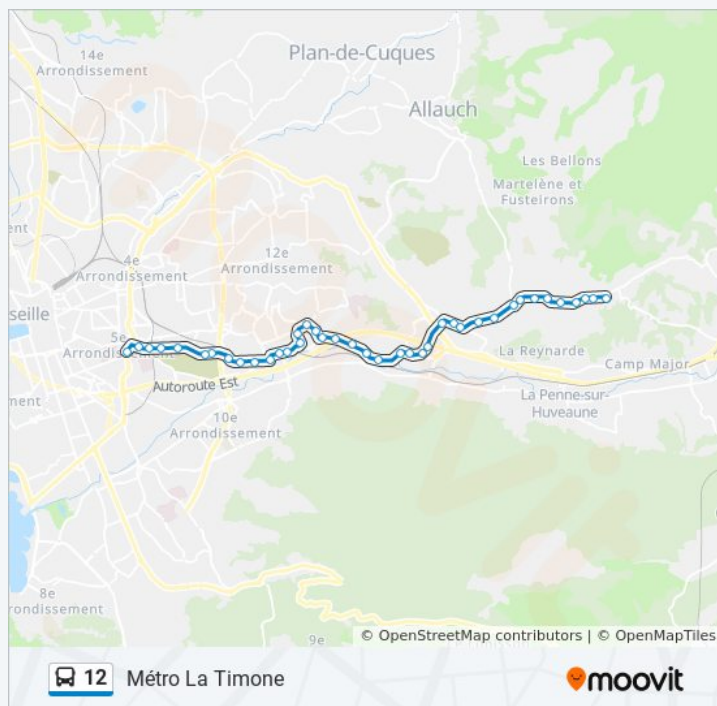 Plan-de-Cuques
14e
Arrondissement
Allauch
Les Bellons
Martelène et
Fusteirons
ent
12e
Arrondissement
4e
Arrondissement
seille
5e
Arrondissement
La Reynarde
Camp Major
Autoroute Est
La Penne-sur-
Huveaune
ment
10e
Arrondissement
8e
rrondissement
9e
© OpenStreetMap contributors | © OpenMapTiles
12 Métro La Timone
moovit